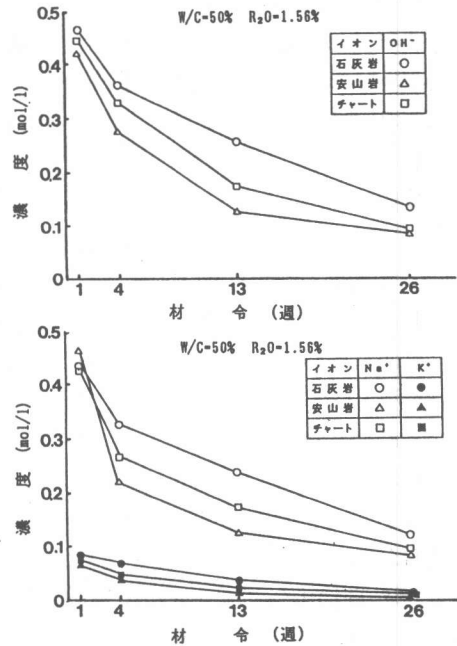 W/C=50% R₂O=1.56%
イオン OH⁻
石灰岩 ○
安山岩 △
チャート □
濃度 (mol/l)
0.5
0.4
0.3
0.2
0.1
0
1 4 13 26
材令(週)
W/C=50% R₂O=1.56%
イオン Na⁺ K⁺
石灰岩 ○ ●
安山岩 △ ▲
チャート □ ■
濃度 (mol/l)
0.5
0.4
0.3
0.2
0.1
0
1 4 13 26
材令(週)